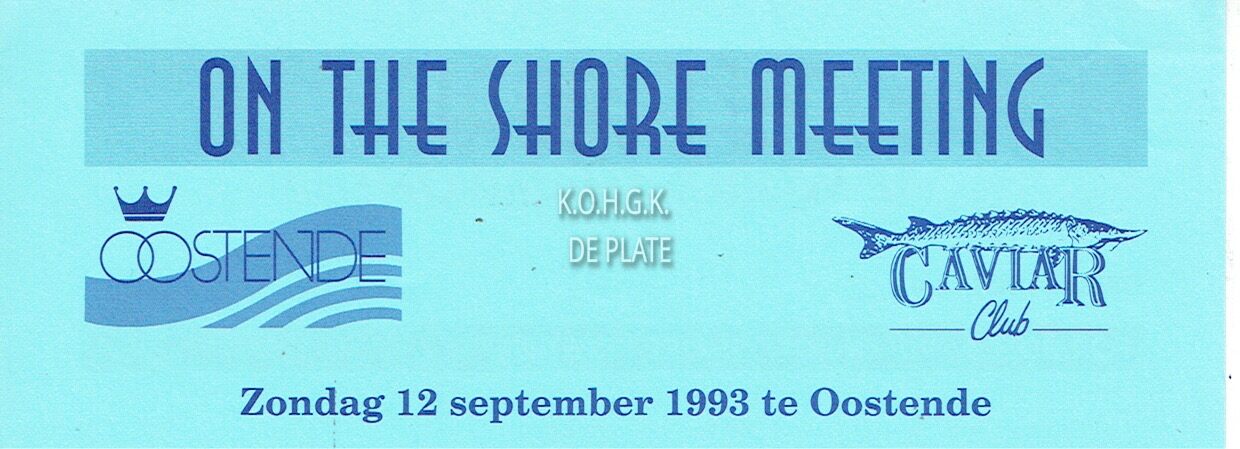 ON THE SHORE MEETING
K.O.H.G.K.
DE PLATE
OOSTENDE
CAVIAR
Club
Zondag 12 september 1993 te Oostende